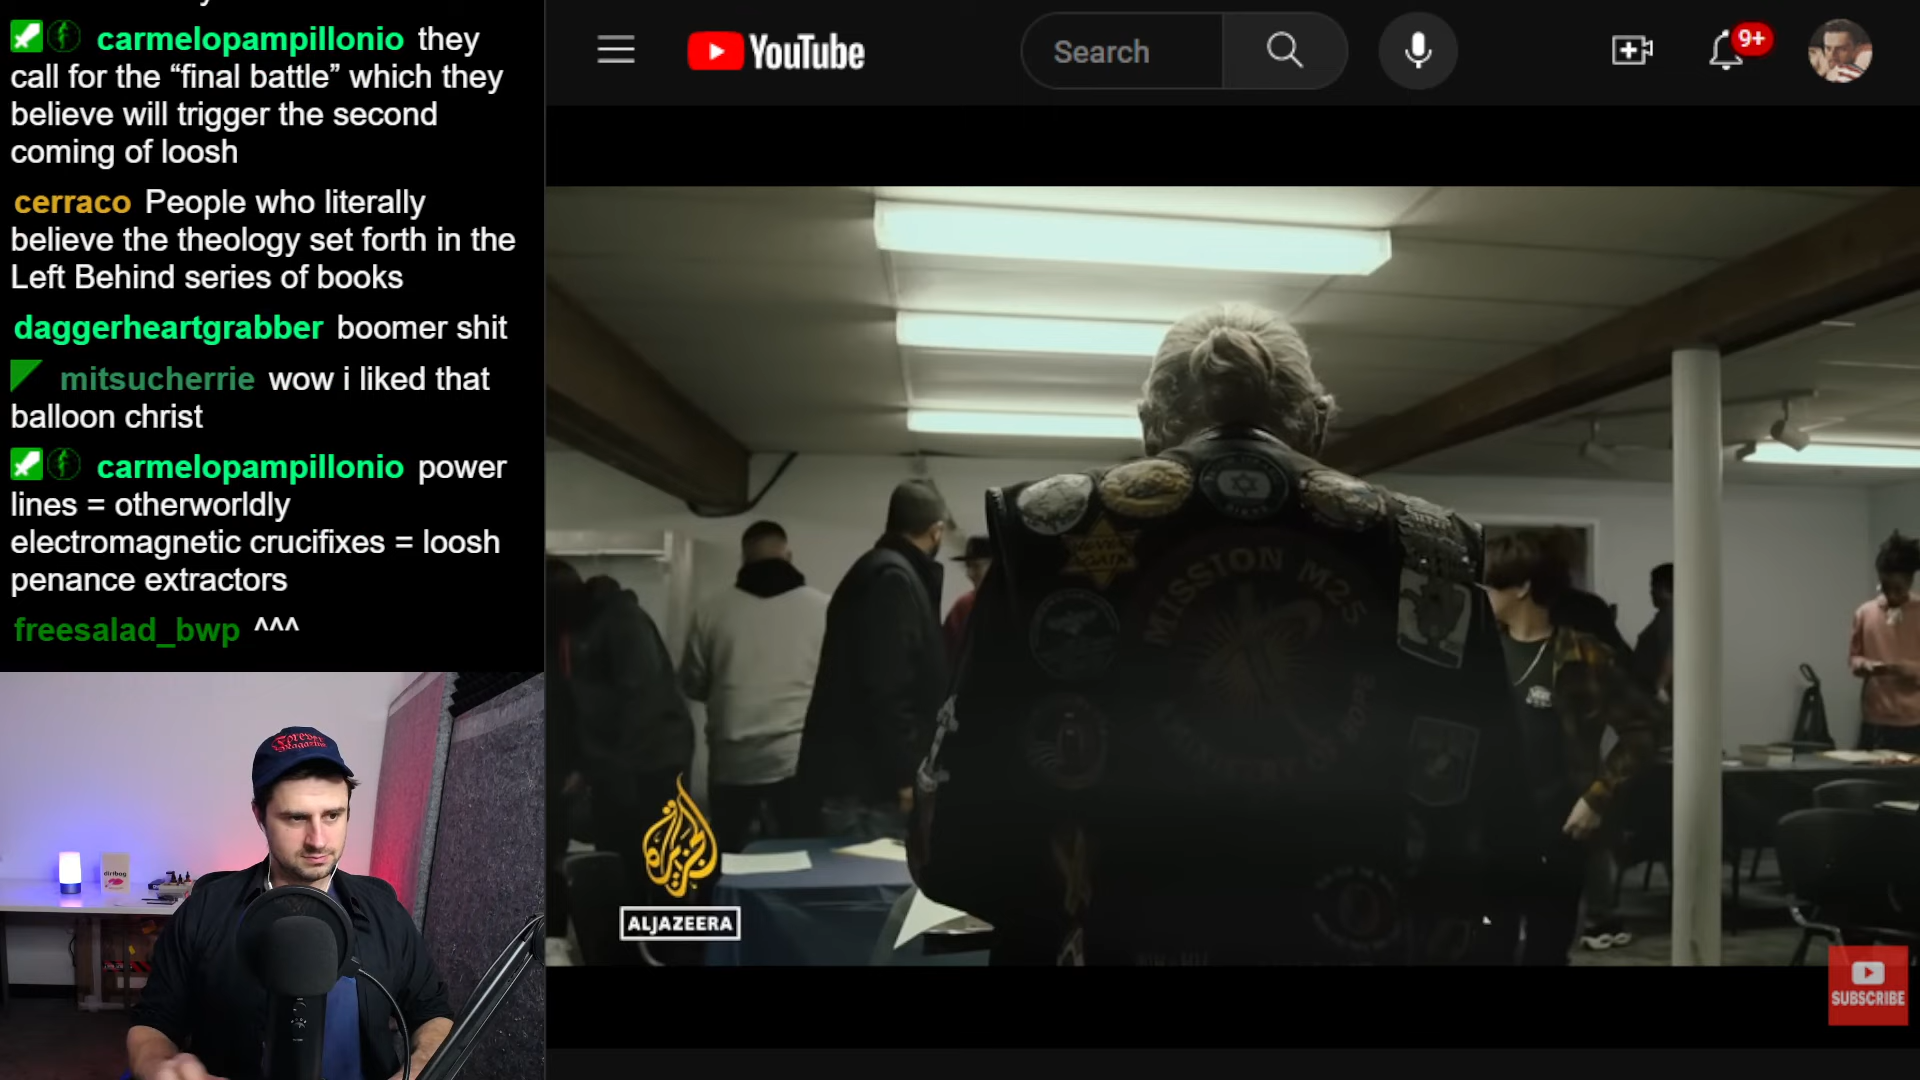 carmelopampillonio they
call for the “final battle” which they
believe will trigger the second
coming of loosh
cerraco People who literally
believe the theology set forth in the
Left Behind series of books
daggerheartgrabber boomer shit
mitsucherrie wow i liked that
balloon christ
carmelopampillonio power
lines = otherworldly
electromagnetic crucifixes = loosh
penance extractors
freesalad_bwp ^^^
YouTube
Search
9+
MISSION M25
HOPE
ALJAZEERA
SUBSCRIBE
Forever
Magazine